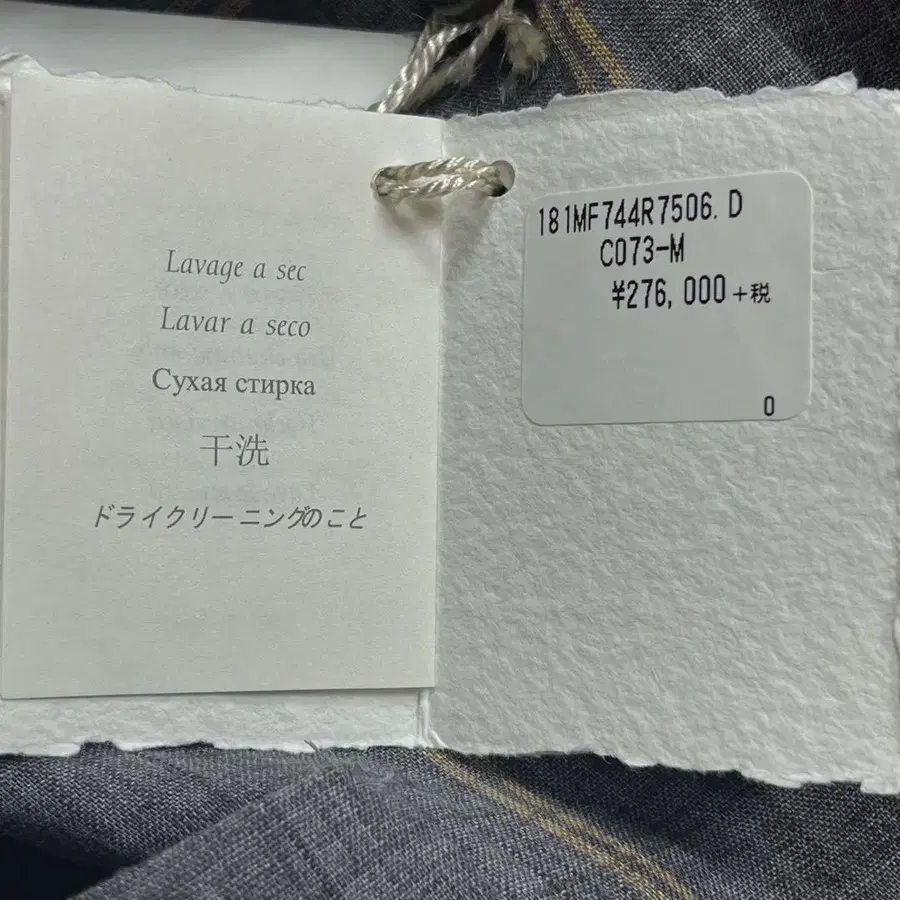 Lavage a sec
Lavar a seco
Сухая стирка
干洗
ドライクリーニングのこと
181MF744R7506.D
C073-M
¥276,000+税
0